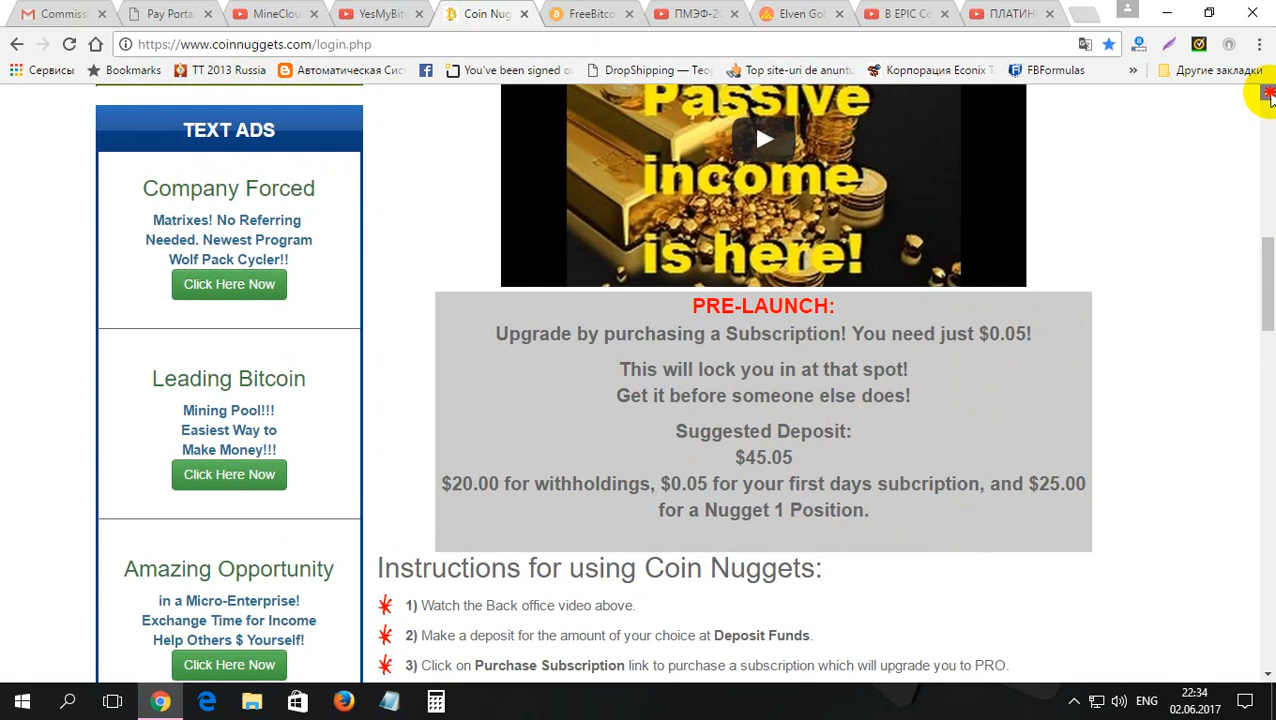 Commiss
Pay Porta
MineClou
YesMyBit
Coin Nug
FreeBitco
ПМЭФ-20
Elven Gol
B EPIC Co
ПЛАТИН
https://www.coinnuggets.com/login.php
Сервисы
Bookmarks
TT 2013 Russia
Автоматическая Сис
You've been signed o
DropShipping — Teo
Top site-uri de anuntu
Корпорация Econix T
FBFormulas
»
Другие закладки
TEXT ADS
Company Forced
Matrixes! No Referring
Needed. Newest Program
Wolf Pack Cycler!!
Click Here Now
Leading Bitcoin
Mining Pool!!!
Easiest Way to
Make Money!!!
Click Here Now
Amazing Opportunity
in a Micro-Enterprise!
Exchange Time for Income
Help Others $ Yourself!
Click Here Now
Passive
income
is here!
PRE-LAUNCH:
Upgrade by purchasing a Subscription! You need just $0.05!
This will lock you in at that spot!
Get it before someone else does!
Suggested Deposit:
$45.05
$20.00 for withholdings, $0.05 for your first days subcription, and $25.00
for a Nugget 1 Position.
Instructions for using Coin Nuggets:
1) Watch the Back office video above.
2) Make a deposit for the amount of your choice at Deposit Funds.
3) Click on Purchase Subscription link to purchase a subscription which will upgrade you to PRO.
ENG
22:34
02.06.2017